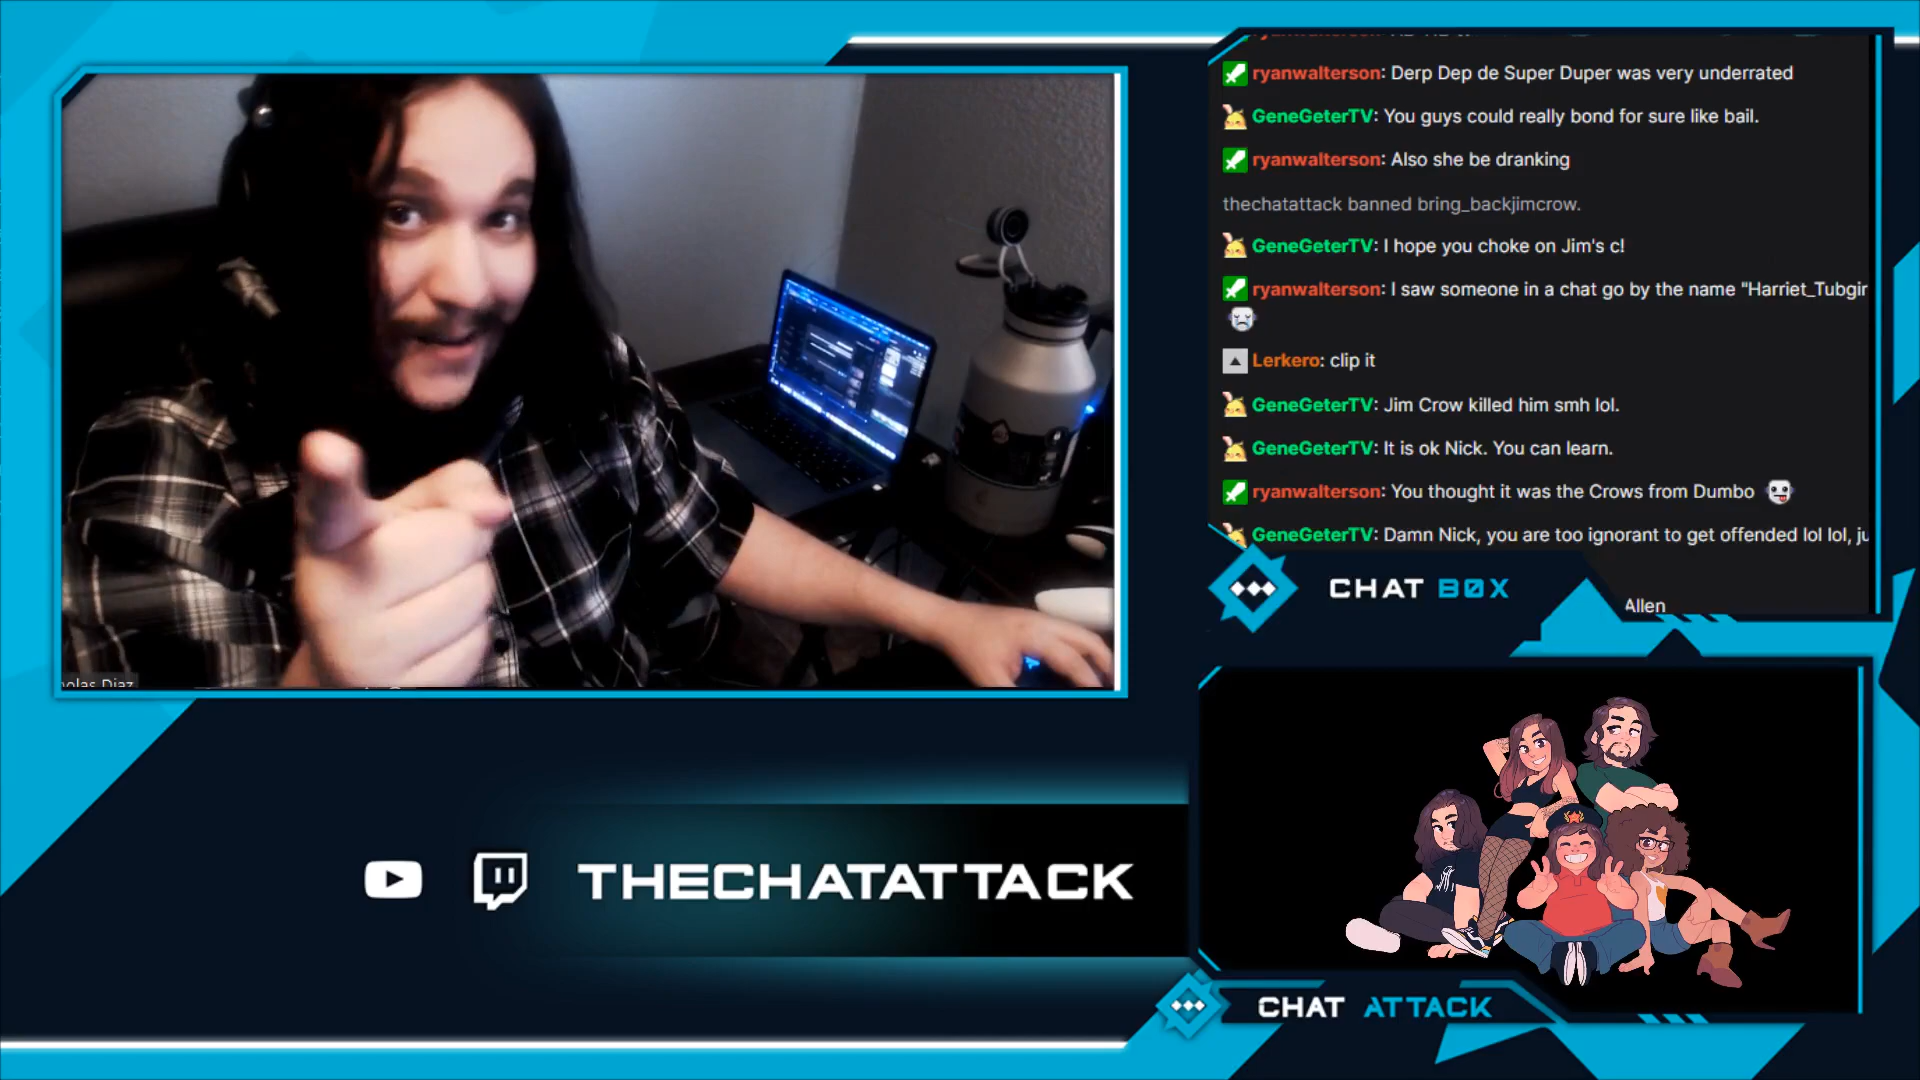 ryanwalterson: Derp Dep de Super Duper was very underrated
GeneGeterTV: You guys could really bond for sure like bail.
ryanwalterson: Also she be dranking
thechatattack banned bring_backjimcrow.
GeneGeterTV: I hope you choke on Jim's c!
ryanwalterson: I saw someone in a chat go by the name "Harriet_Tubgir
Lerkero: clip it
GeneGeterTV: Jim Crow killed him smh lol.
GeneGeterTV: It is ok Nick. You can learn.
ryanwalterson: You thought it was the Crows from Dumbo
GeneGeterTV: Damn Nick, you are too ignorant to get offended lol lol, ju
Allen
CHAT BOX
olas Diaz
THECHATATTACK
CHAT ATTACK